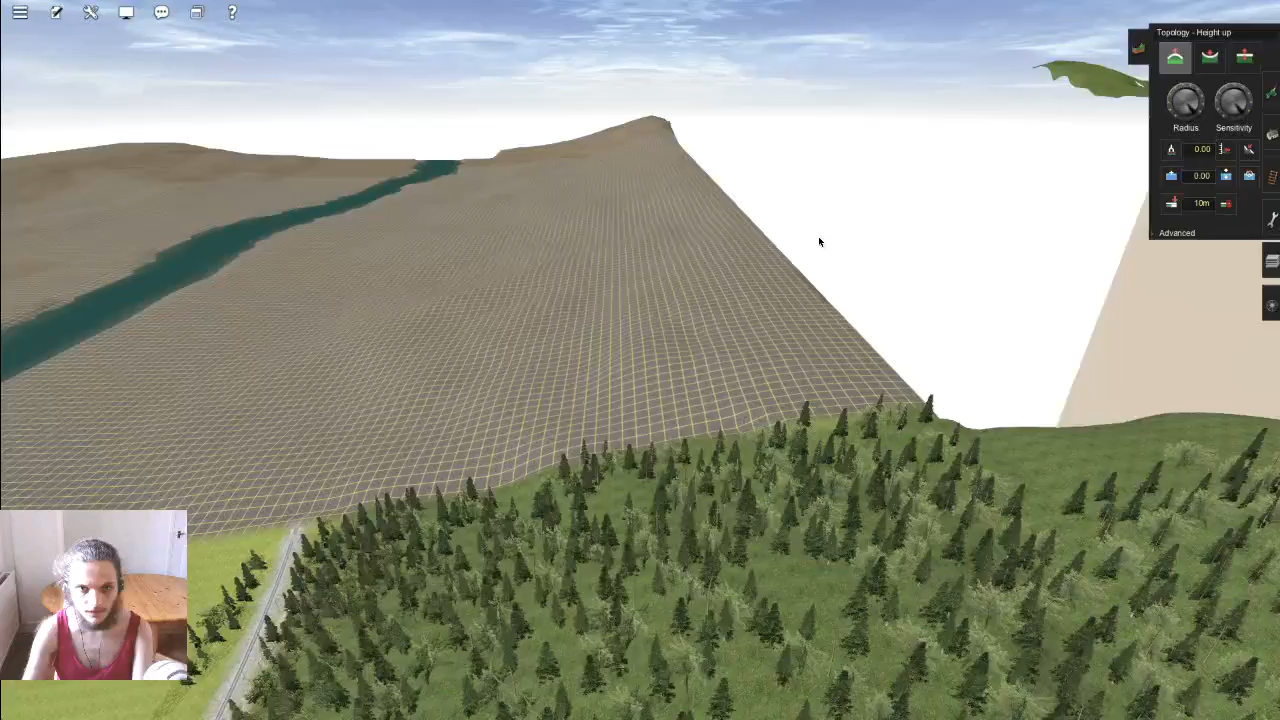 Topology - Height up
Radius Sensitivity
0.00
0.00
10m
Advanced